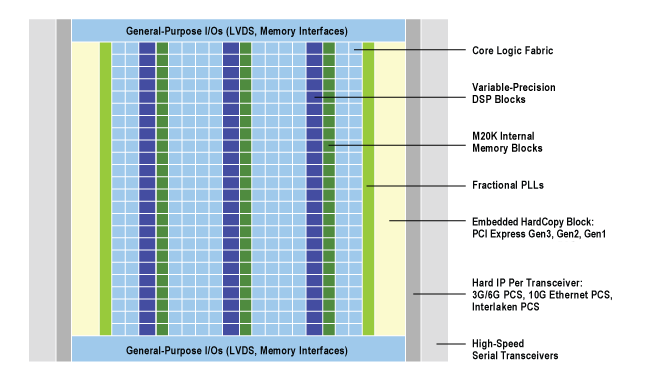 General-Purpose I/Os (LVDS, Memory Interfaces)
Core Logic Fabric
Variable-Precision
DSP Blocks
M20K Internal
Memory Blocks
Fractional PLLs
Embedded HardCopy Block:
PCI Express Gen3, Gen2, Gen1
Hard IP Per Transceiver:
3G/6G PCS, 10G Ethernet PCS,
Interlaken PCS
High-Speed
Serial Transceivers
General-Purpose I/Os (LVDS, Memory Interfaces)